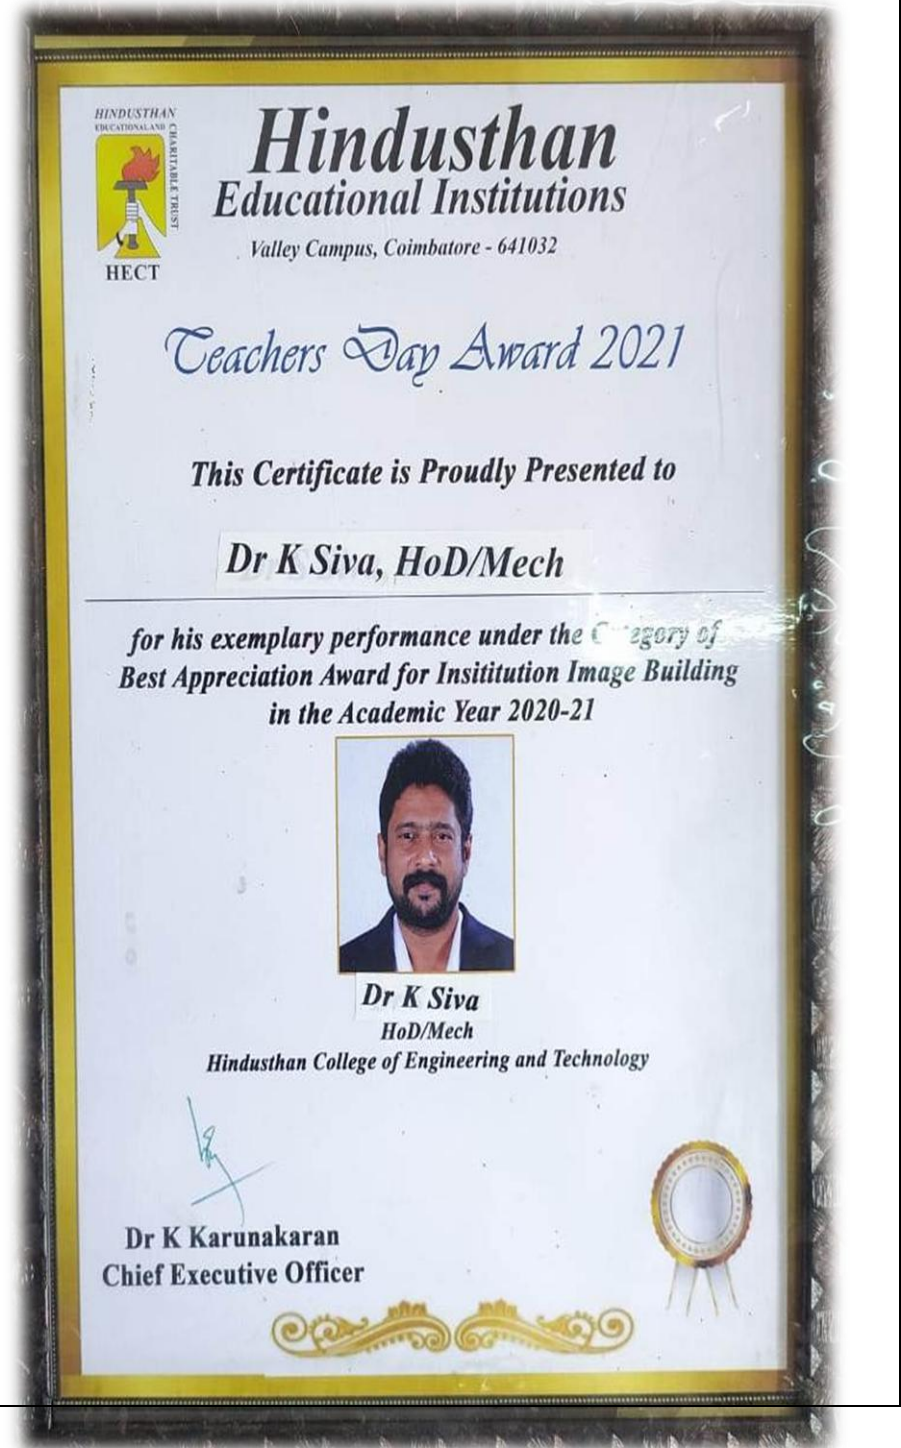 HINDUSTHAN
EDUCATIONAL AND
CHARITABLE TRUST
HECT
Hindusthan
Educational Institutions
Valley Campus, Coimbatore - 641032
Teachers Day Award 2021
This Certificate is Proudly Presented to
Dr K Siva, HoD/Mech
for his exemplary performance under the Category of
Best Appreciation Award for Insititution Image Building
in the Academic Year 2020-21
Dr K Siva
HoD/Mech
Hindusthan College of Engineering and Technology
Dr K Karunakaran
Chief Executive Officer